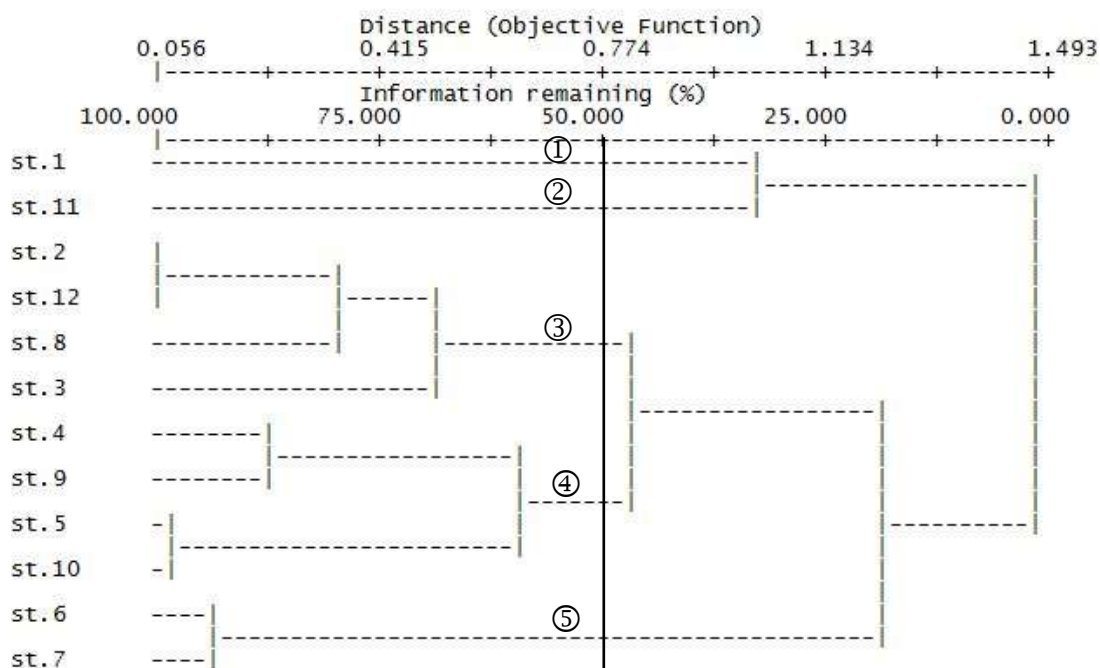 Distance (Objective Function)
0.056 0.415 0.774 1.134 1.493
Information remaining (%)
100.000 75.000 50.000 25.000 0.000
st.1 ①
st.11 ②
st.2
st.12
st.8 ③
st.3
st.4
st.9 ④
st.5
st.10
st.6 ⑤
st.7